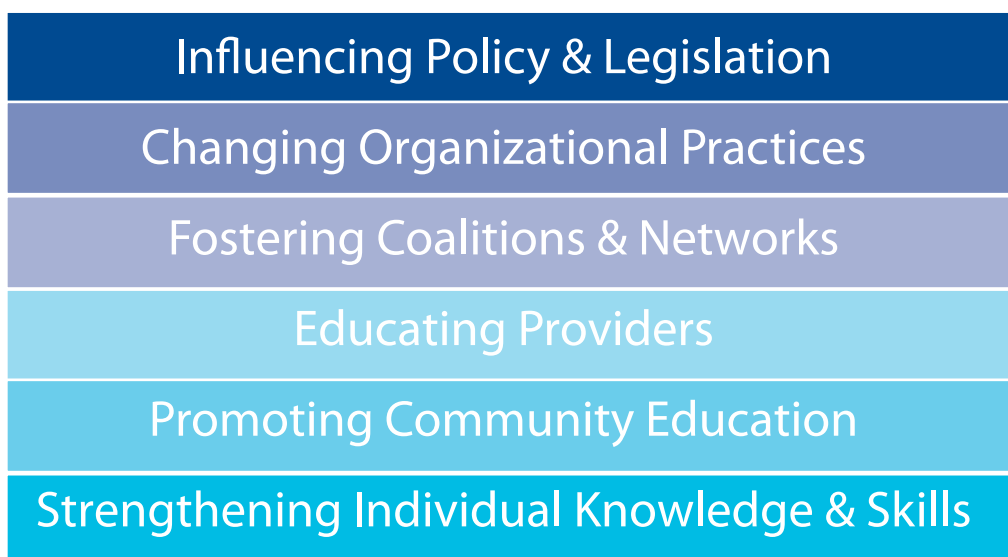 Influencing Policy & Legislation
Changing Organizational Practices
Fostering Coalitions & Networks
Educating Providers
Promoting Community Education
Strengthening Individual Knowledge & Skills